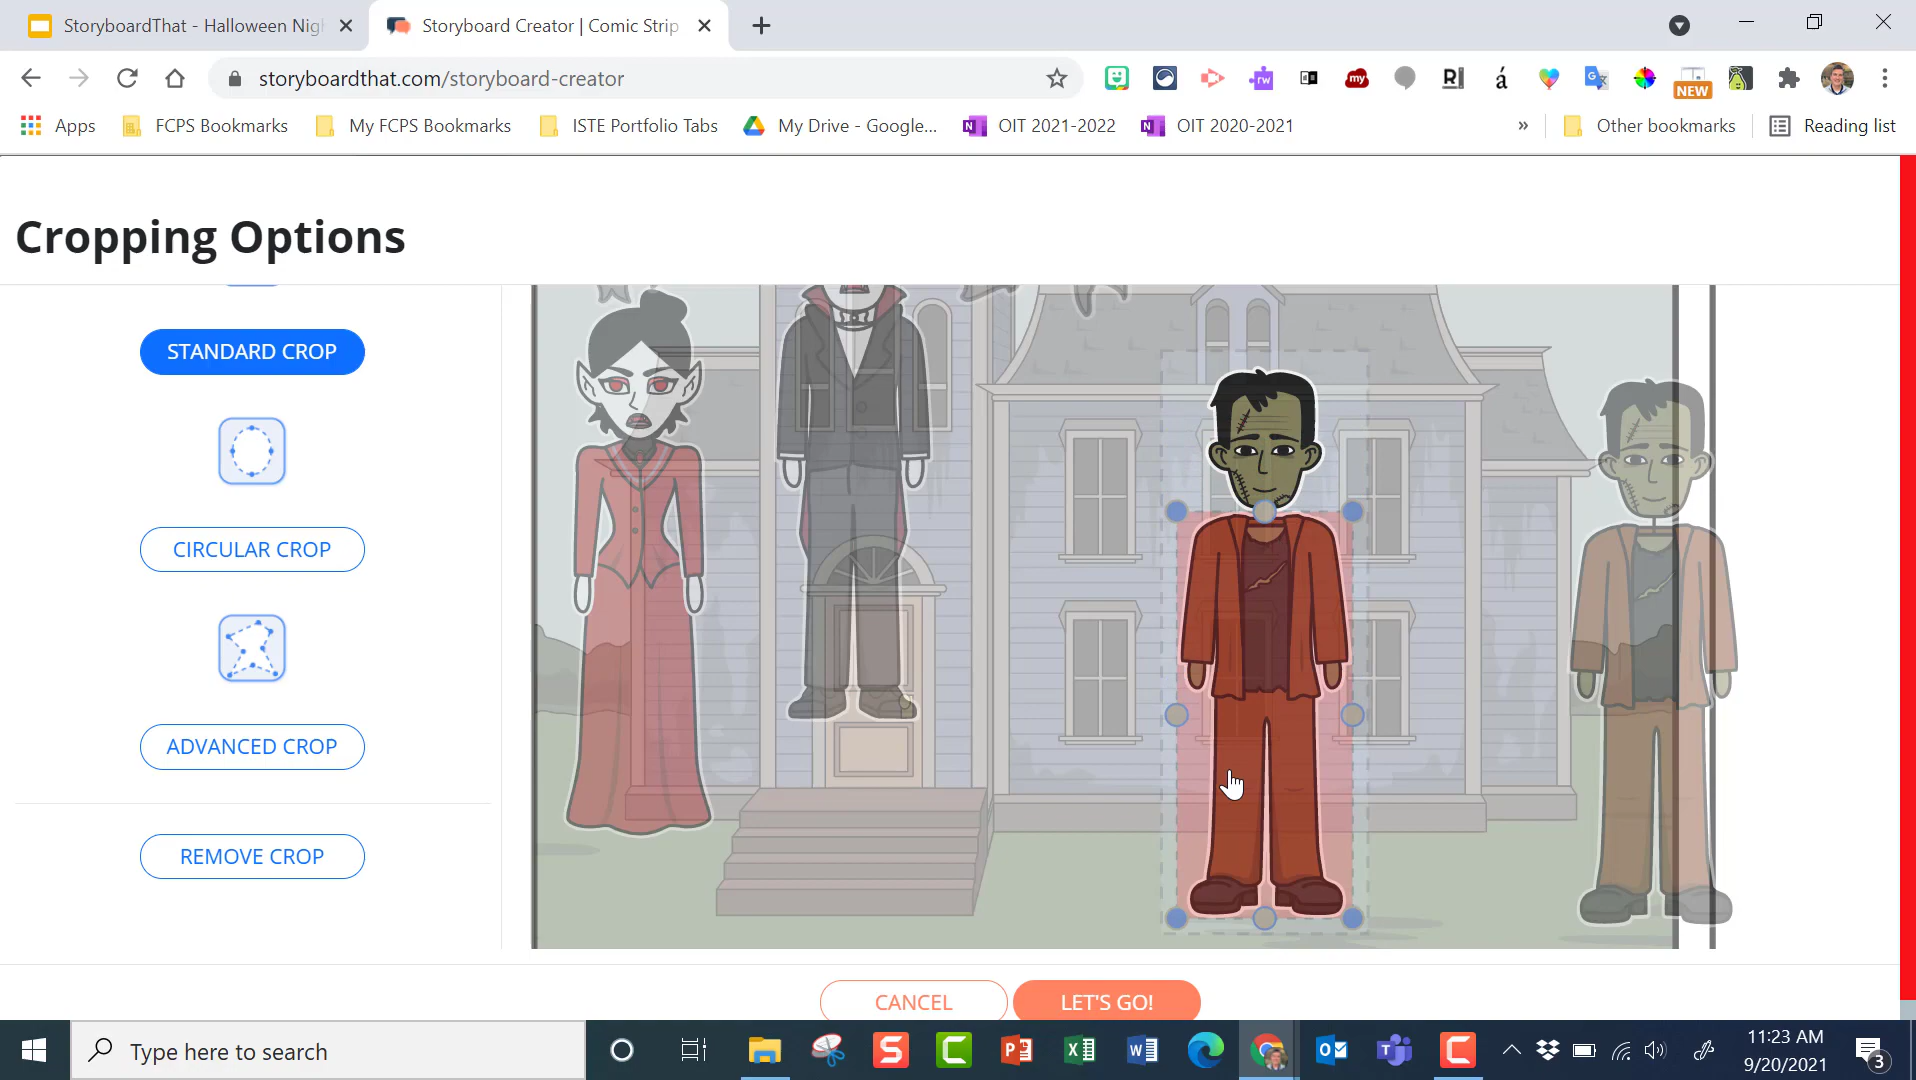 StoryboardThat - Halloween Nigh
Storyboard Creator | Comic Strip
storyboardthat.com/storyboard-creator
rw
my
R
á
NEW
Apps
FCPS Bookmarks
My FCPS Bookmarks
ISTE Portfolio Tabs
My Drive - Google...
OIT 2021-2022
OIT 2020-2021
»
Other bookmarks
Reading list
Cropping Options
STANDARD CROP
CIRCULAR CROP
ADVANCED CROP
REMOVE CROP
CANCEL
LET'S GO!
Type here to search
11:23 AM
9/20/2021
3